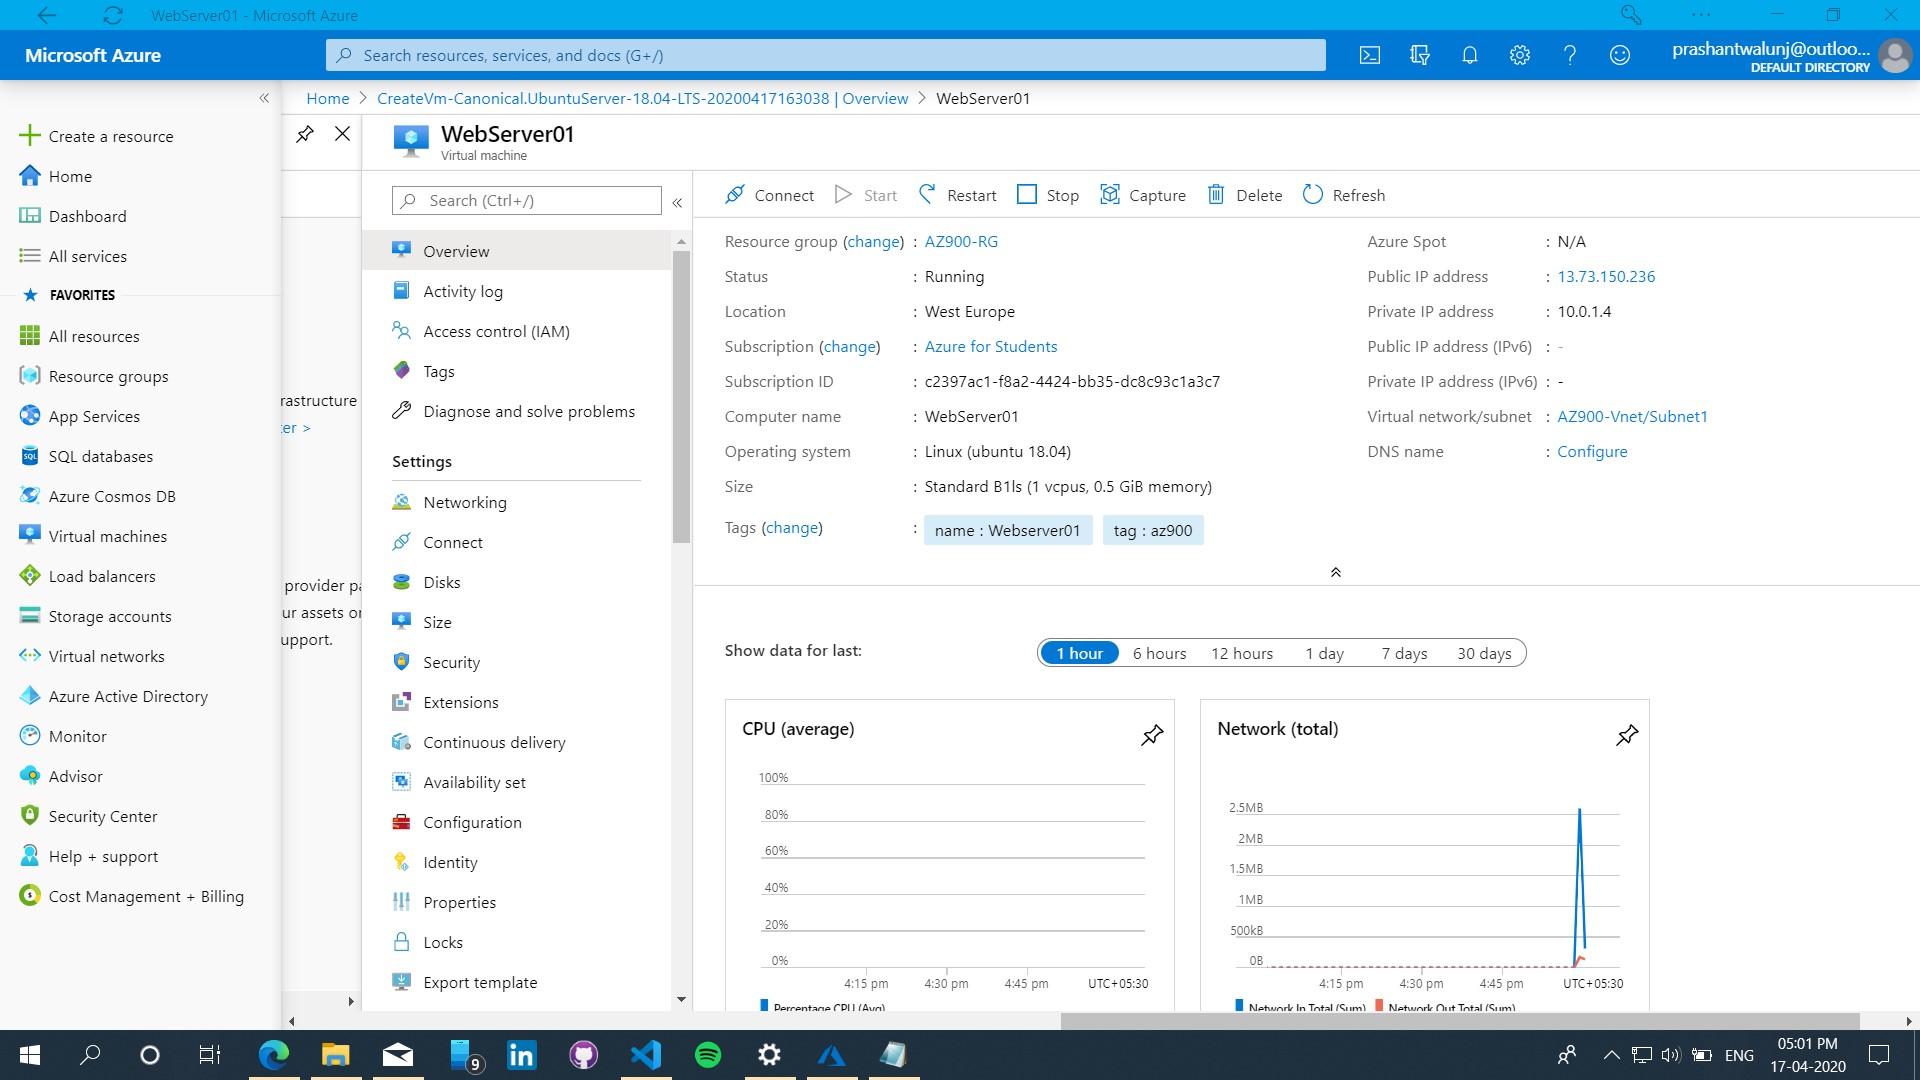 WebServer01 - Microsoft Azure
Microsoft Azure
Search resources, services, and docs (G+/)
prashantwalunj@outloo...
DEFAULT DIRECTORY
Home > CreateVm-Canonical.UbuntuServer-18.04-LTS-20200417163038 | Overview > WebServer01
Create a resource
Home
Dashboard
All services
FAVORITES
All resources
Resource groups
App Services
SQL databases
Azure Cosmos DB
Virtual machines
Load balancers
Storage accounts
Virtual networks
Azure Active Directory
Monitor
Advisor
Security Center
Help + support
Cost Management + Billing
rastructure
ter >
provider pa
ur assets or
upport.
WebServer01
Virtual machine
Search (Ctrl+/)
Overview
Activity log
Access control (IAM)
Tags
Diagnose and solve problems
Settings
Networking
Connect
Disks
Size
Security
Extensions
Continuous delivery
Availability set
Configuration
Identity
Properties
Locks
Export template
Connect Start Restart Stop Capture Delete Refresh
Resource group (change) : AZ900-RG
Status : Running
Location : West Europe
Subscription (change) : Azure for Students
Subscription ID : c2397ac1-f8a2-4424-bb35-dc8c93c1a3c7
Computer name : WebServer01
Operating system : Linux (ubuntu 18.04)
Size : Standard B1ls (1 vcpus, 0.5 GiB memory)
Tags (change) : name : Webserver01 tag : az900
Azure Spot : N/A
Public IP address : 13.73.150.236
Private IP address : 10.0.1.4
Public IP address (IPv6) : -
Private IP address (IPv6) : -
Virtual network/subnet : AZ900-Vnet/Subnet1
DNS name : Configure
Show data for last: 1 hour 6 hours 12 hours 1 day 7 days 30 days
CPU (average)
100%
80%
60%
40%
20%
0%
4:15 pm 4:30 pm 4:45 pm UTC+05:30
Percentage CPU (Avg)
Network (total)
2.5MB
2MB
1.5MB
1MB
500kB
0B
4:15 pm 4:30 pm 4:45 pm UTC+05:30
Network In Total (Sum) Network Out Total (Sum)
9
ENG
05:01 PM
17-04-2020